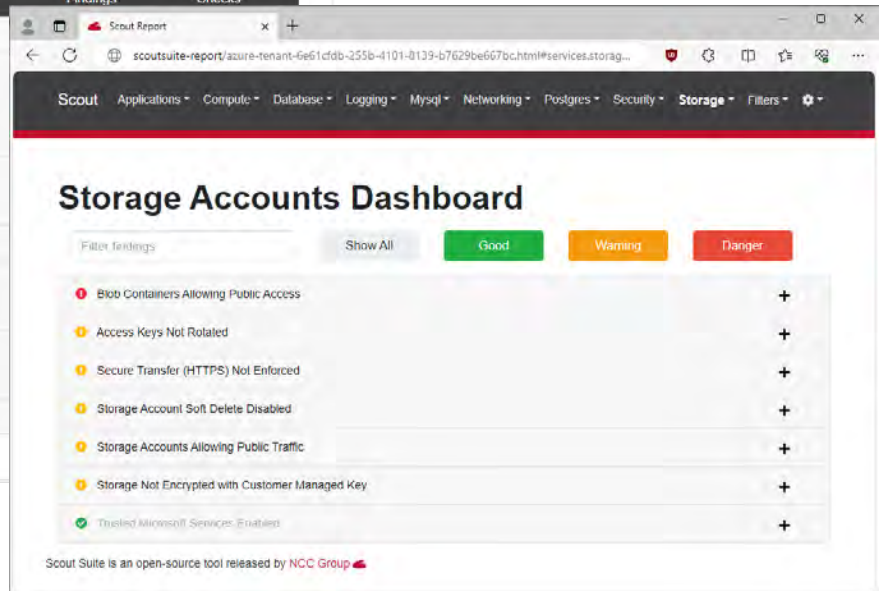 Findings Checks
Scout Report
scoutsuite-report/azure-tenant-6e61cfdb-255b-4101-8139-b7629be667bc.html#services.storag...
Scout Applications Compute Database Logging Mysql Networking Postgres Security Storage Filters
Storage Accounts Dashboard
Filter findings Show All Good Warning Danger
Blob Containers Allowing Public Access
Access Keys Not Rotated
Secure Transfer (HTTPS) Not Enforced
Storage Account Soft Delete Disabled
Storage Accounts Allowing Public Traffic
Storage Not Encrypted with Customer Managed Key
Trusted Microsoft Services Enabled
Scout Suite is an open-source tool released by NCC Group